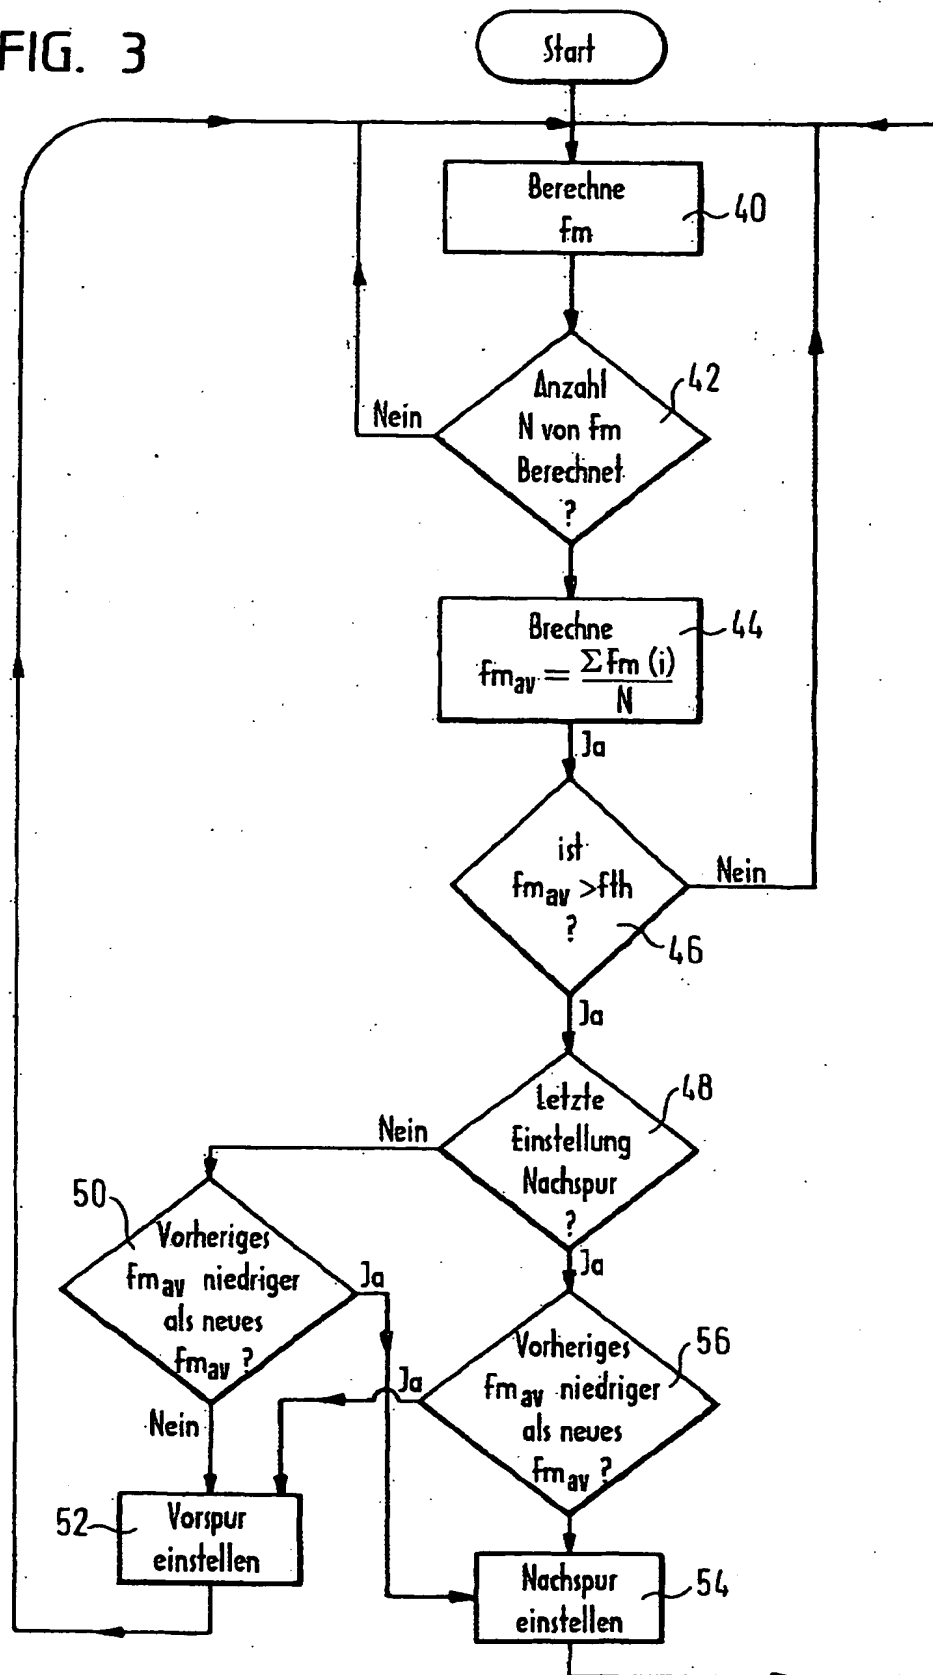 FIG. 3
Start
Berechne
fm
40
Anzahl
N von fm
Berechnet
?
42
Nein
Brechne
fm_av = Σ Fm (i) / N
44
Ja
ist
fm_av > fth
?
46
Nein
Ja
Letzte
Einstellung
Nachspur
?
48
Nein
Ja
50
Vorheriges
fm_av niedriger
als neues
fm_av ?
Ja
Nein
Vorheriges
fm_av niedriger
als neues
fm_av ?
56
Ja
52
Vorspur
einstellen
Nachspur
einstellen
54